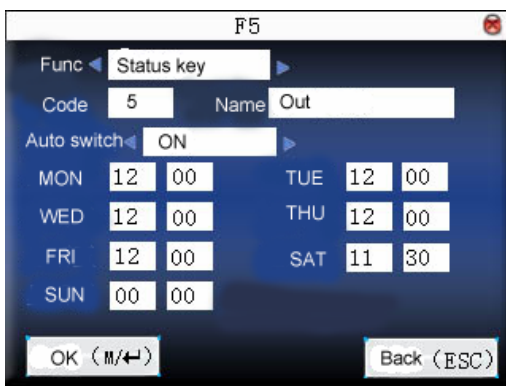 F5
Func Status key
Code 5 Name Out
Auto switch ON
MON 12 00 TUE 12 00
WED 12 00 THU 12 00
FRI 12 00 SAT 11 30
SUN 00 00
OK (M/↵) Back (ESC)